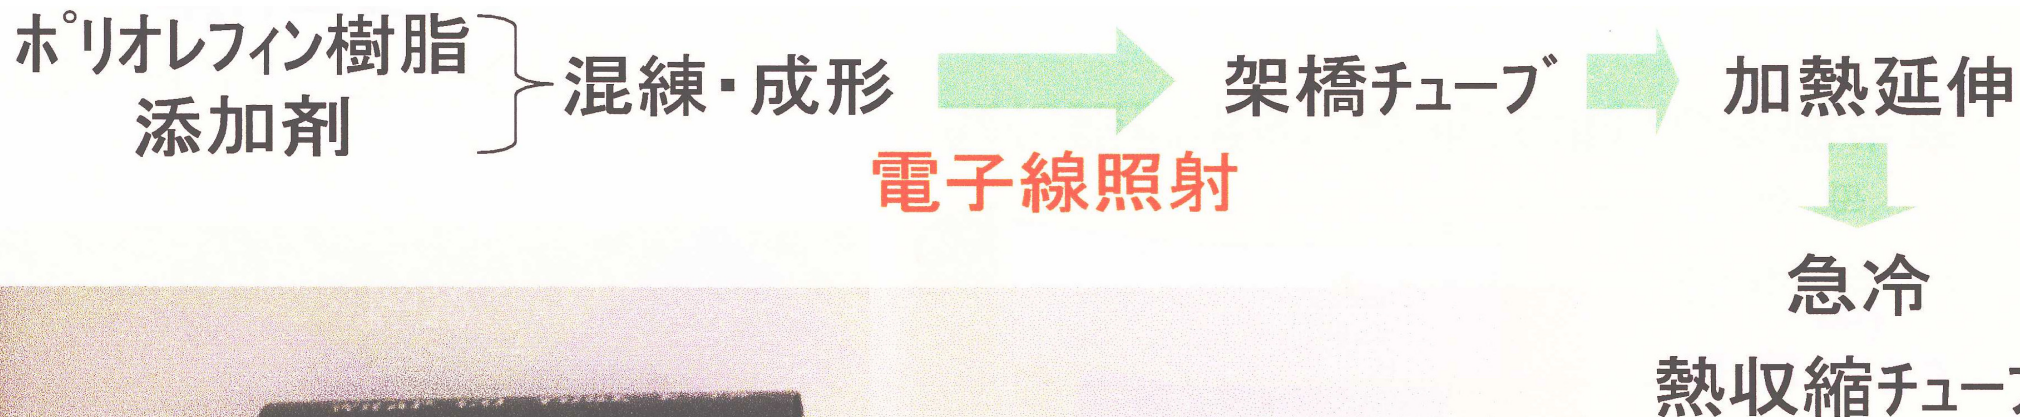 ポリオレフィン樹脂
添加剤
混練・成形
電子線照射
架橋チューブ
加熱延伸
急冷
熱収縮チュー